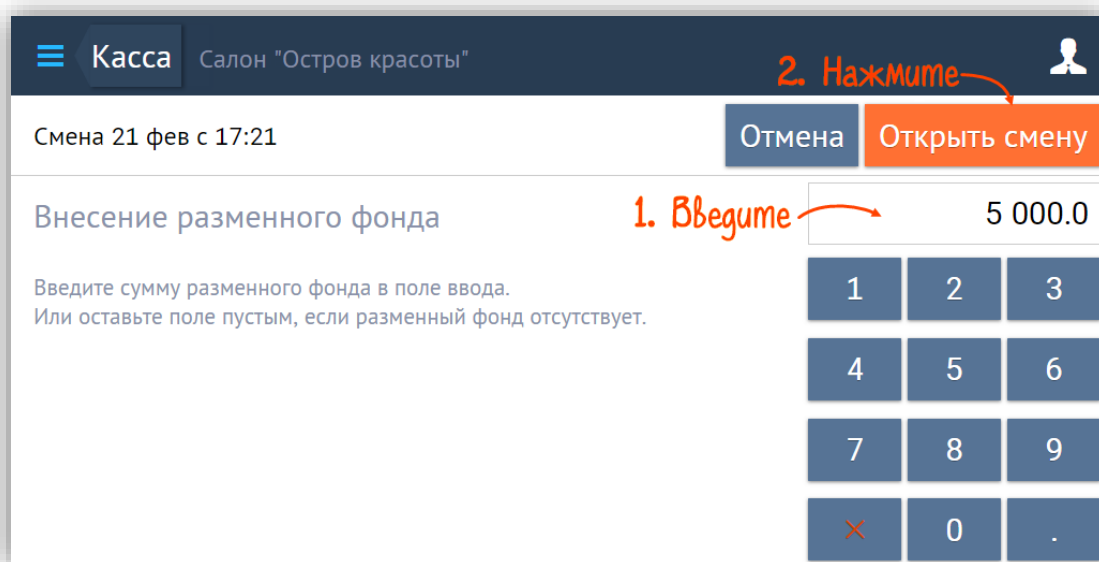 Касса Салон "Остров красоты"
2. Нажмите
Смена 21 фев с 17:21
Отмена
Открыть смену
Внесение разменного фонда
1. Введите
5 000.0
Введите сумму разменного фонда в поле ввода.
Или оставьте поле пустым, если разменный фонд отсутствует.
1 2 3
4 5 6
7 8 9
× 0 .